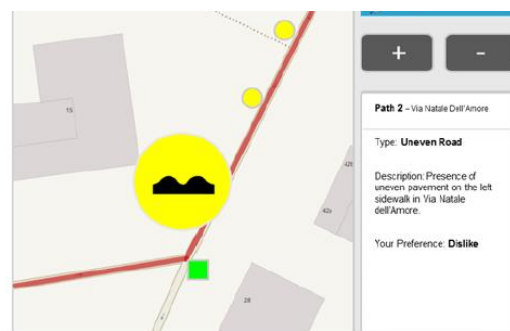 + -
Path 2 – Via Natale Dell'Amore
Type: Uneven Road
Description: Presence of
uneven pavement on the left
sidewalk in Via Natale
dell'Amore.
Your Preference: Dislike
15
28